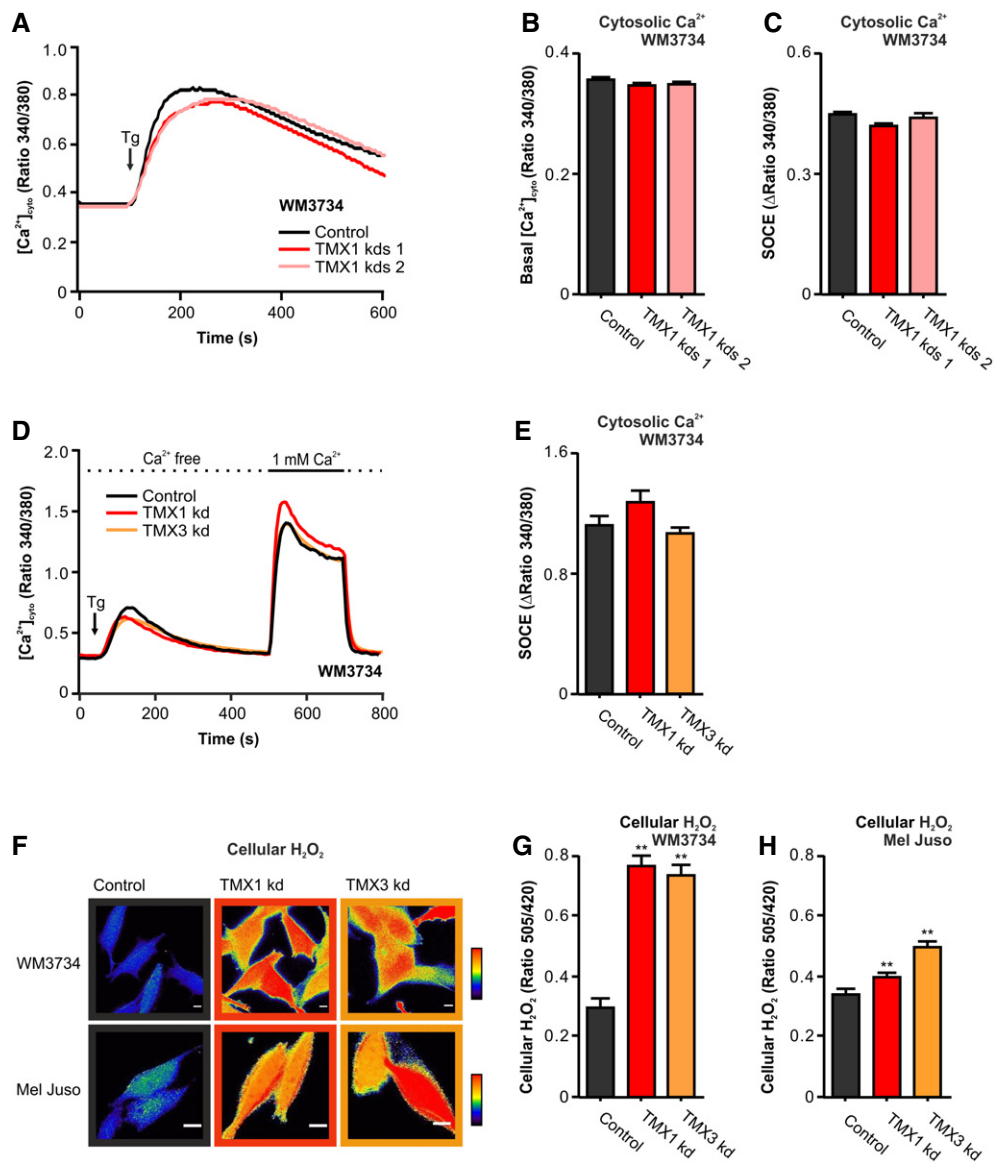 A
[Ca²⁺]cyto (Ratio 340/380)
1.0
0.8
0.6
0.4
0.2
0
Tg
WM3734
Control
TMX1 kds 1
TMX1 kds 2
0
200
400
600
Time (s)
B
Cytosolic Ca²⁺
WM3734
Basal [Ca²⁺]cyto (Ratio 340/380)
0.4
0.2
0
Control
TMX1 kds 1
TMX1 kds 2
C
Cytosolic Ca²⁺
WM3734
SOCE (ΔRatio 340/380)
0.6
0.3
0
Control
TMX1 kds 1
TMX1 kds 2
D
[Ca²⁺]cyto (Ratio 340/380)
2.0
1.5
1.0
0.5
0
Ca²⁺ free
1 mM Ca²⁺
Control
TMX1 kd
TMX3 kd
Tg
WM3734
0
200
400
600
800
Time (s)
E
Cytosolic Ca²⁺
WM3734
SOCE (ΔRatio 340/380)
1.6
0.8
0
Control
TMX1 kd
TMX3 kd
F
Cellular H₂O₂
Control
TMX1 kd
TMX3 kd
WM3734
Mel Juso
G
Cellular H₂O₂
WM3734
Cellular H₂O₂ (Ratio 505/420)
0.8
0.6
0.4
0.2
0
**
**
Control
TMX1 kd
TMX3 kd
H
Cellular H₂O₂
Mel Juso
Cellular H₂O₂ (Ratio 505/420)
0.8
0.6
0.4
0.2
0
**
**
Control
TMX1 kd
TMX3 kd